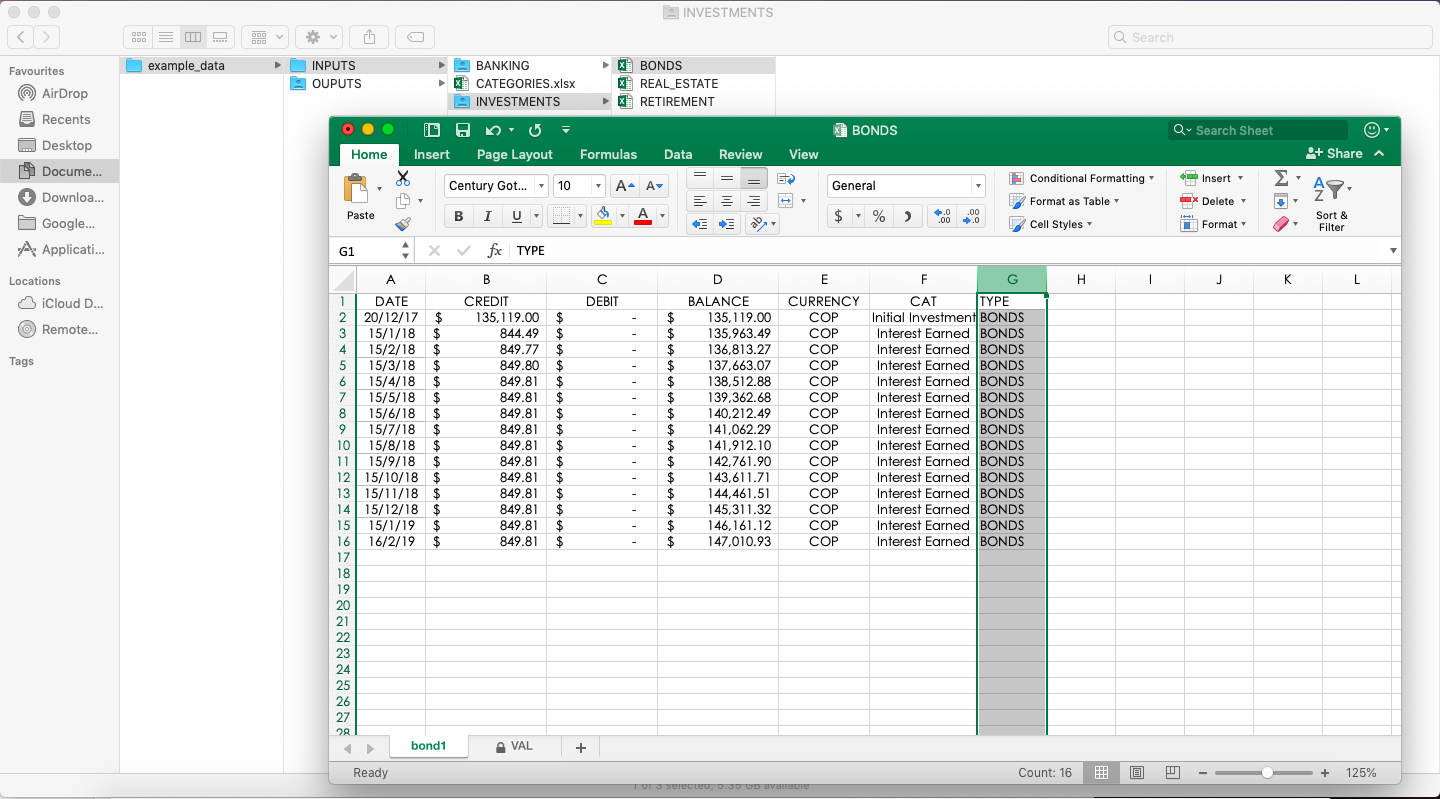 INVESTMENTS
Search
Favourites
AirDrop
Recents
Desktop
Docume...
Downloa...
Google...
Applicati...
Locations
iCloud D...
Remote...
Tags
example_data
INPUTS
OUPUTS
BANKING
CATEGORIES.xlsx
INVESTMENTS
BONDS
REAL_ESTATE
RETIREMENT
BONDS
Search Sheet
Home Insert Page Layout Formulas Data Review View Share
Paste
Century Got... 10
B I U
General
$ %
Conditional Formatting
Format as Table
Cell Styles
Insert
Delete
Format
Sort &
Filter
G1 fx TYPE
A B C D E F G H I J K L
1 DATE CREDIT DEBIT BALANCE CURRENCY CAT TYPE
2 20/12/17 $ 135,119.00 $ - $ 135,119.00 COP Initial Investment BONDS
3 15/1/18 $ 844.49 $ - $ 135,963.49 COP Interest Earned BONDS
4 15/2/18 $ 849.77 $ - $ 136,813.27 COP Interest Earned BONDS
5 15/3/18 $ 849.80 $ - $ 137,663.07 COP Interest Earned BONDS
6 15/4/18 $ 849.81 $ - $ 138,512.88 COP Interest Earned BONDS
7 15/5/18 $ 849.81 $ - $ 139,362.68 COP Interest Earned BONDS
8 15/6/18 $ 849.81 $ - $ 140,212.49 COP Interest Earned BONDS
9 15/7/18 $ 849.81 $ - $ 141,062.29 COP Interest Earned BONDS
10 15/8/18 $ 849.81 $ - $ 141,912.10 COP Interest Earned BONDS
11 15/9/18 $ 849.81 $ - $ 142,761.90 COP Interest Earned BONDS
12 15/10/18 $ 849.81 $ - $ 143,611.71 COP Interest Earned BONDS
13 15/11/18 $ 849.81 $ - $ 144,461.51 COP Interest Earned BONDS
14 15/12/18 $ 849.81 $ - $ 145,311.32 COP Interest Earned BONDS
15 15/1/19 $ 849.81 $ - $ 146,161.12 COP Interest Earned BONDS
16 16/2/19 $ 849.81 $ - $ 147,010.93 COP Interest Earned BONDS
17
18
19
20
21
22
23
24
25
26
27
28
bond1 VAL +
Ready Count: 16 125%
1 of 3 selected, 5.35 GB available